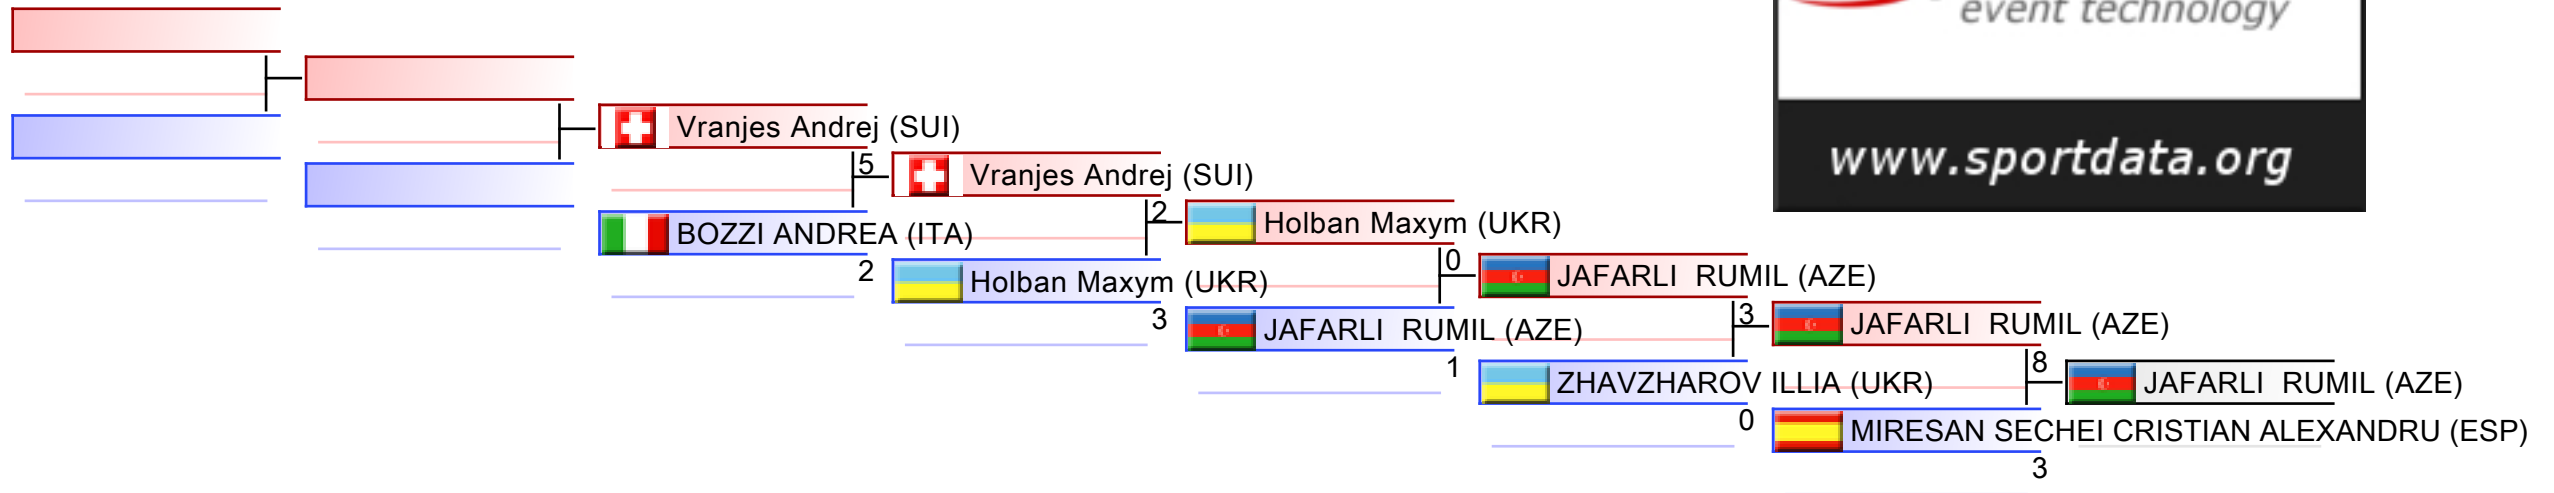 event technology
www.sportdata.org
Vranjes Andrej (SUI)
5
BOZZI ANDREA (ITA)
2
Vranjes Andrej (SUI)
2
Holban Maxym (UKR)
3
Holban Maxym (UKR)
0
JAFARLI RUMIL (AZE)
1
JAFARLI RUMIL (AZE)
3
ZHAVZHAROV ILLIA (UKR)
0
JAFARLI RUMIL (AZE)
8
MIRESAN SECHEI CRISTIAN ALEXANDRU (ESP)
3
JAFARLI RUMIL (AZE)